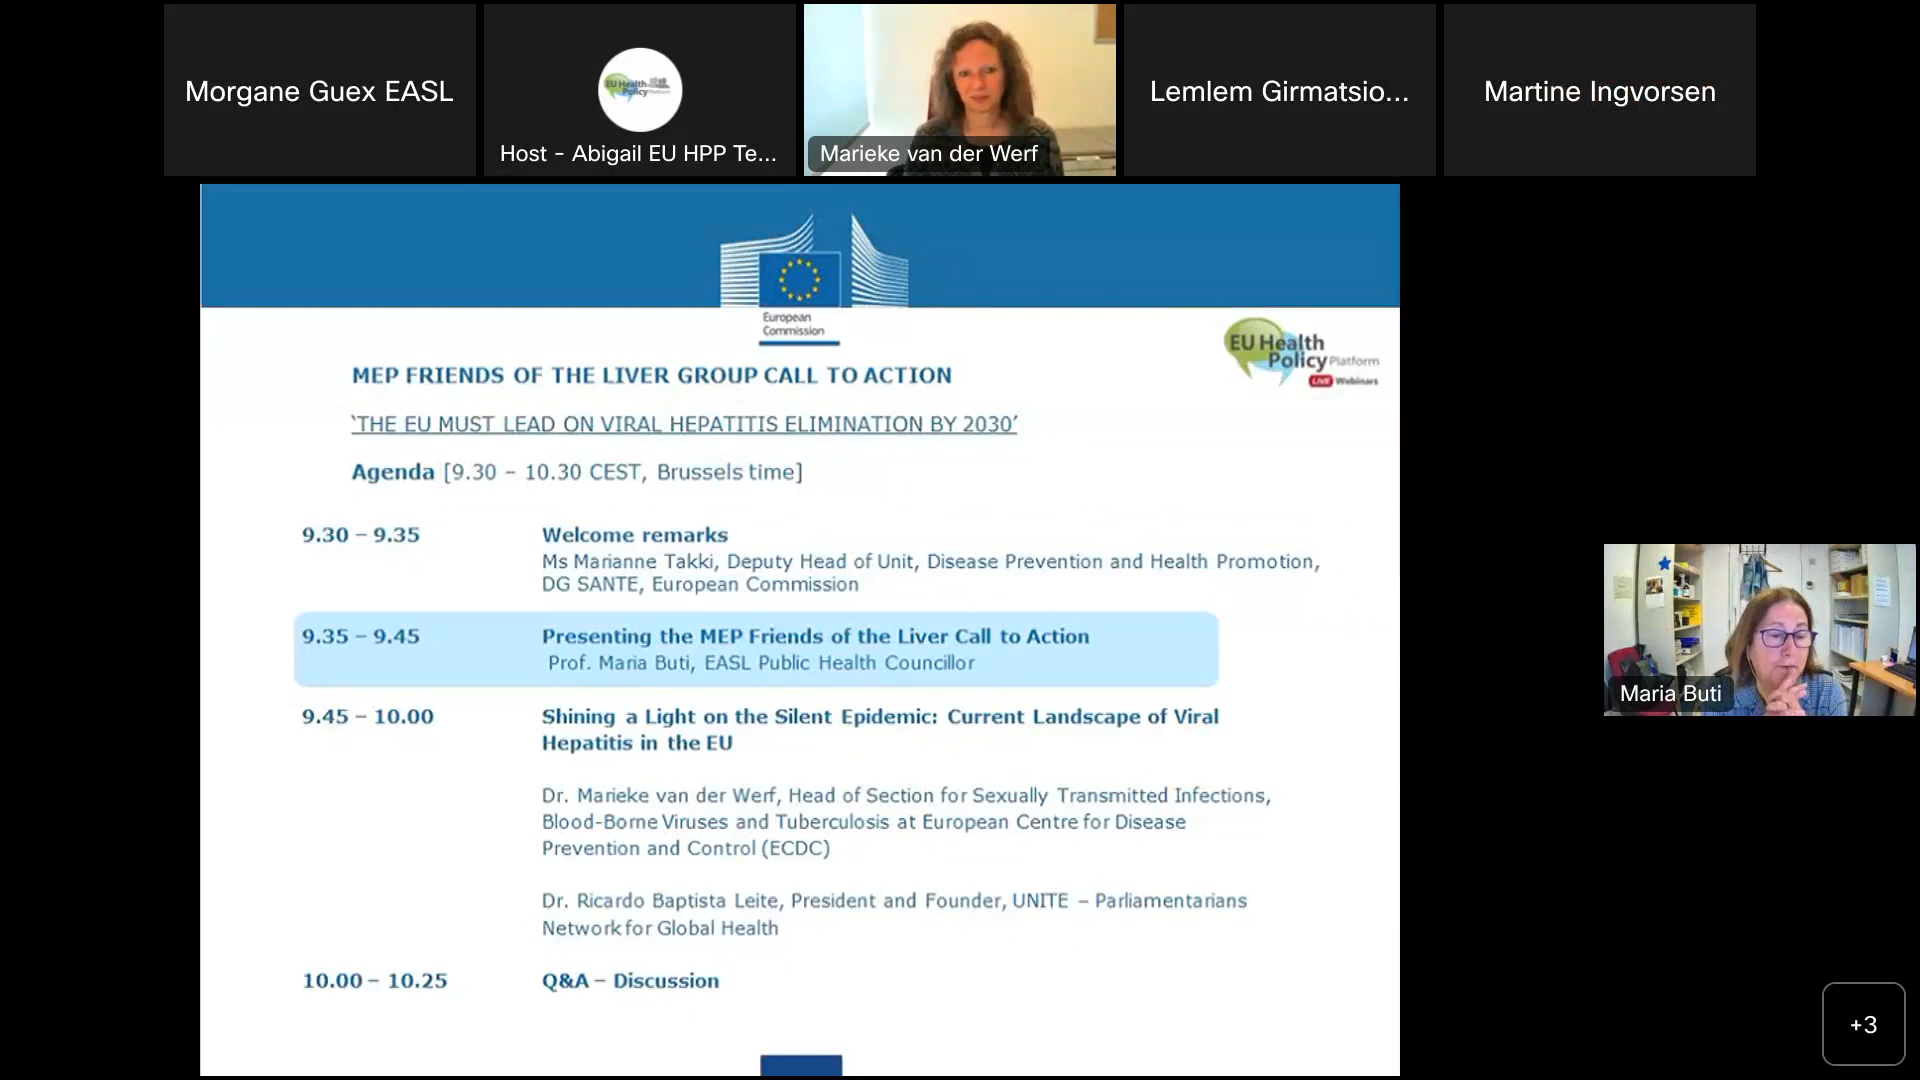 Morgane Guex EASL
EU Health
Policy Platform
Host - Abigail EU HPP Te...
Marieke van der Werf
Lemlem Girmatsio...
Martine Ingvorsen
European
Commission
EU Health
Policy Platform
LIVE Webinars
MEP FRIENDS OF THE LIVER GROUP CALL TO ACTION
‘THE EU MUST LEAD ON VIRAL HEPATITIS ELIMINATION BY 2030’
Agenda [9.30 – 10.30 CEST, Brussels time]
9.30 – 9.35 Welcome remarks
Ms Marianne Takki, Deputy Head of Unit, Disease Prevention and Health Promotion,
DG SANTE, European Commission
9.35 – 9.45 Presenting the MEP Friends of the Liver Call to Action
Prof. Maria Buti, EASL Public Health Councillor
9.45 – 10.00 Shining a Light on the Silent Epidemic: Current Landscape of Viral
Hepatitis in the EU
Dr. Marieke van der Werf, Head of Section for Sexually Transmitted Infections,
Blood-Borne Viruses and Tuberculosis at European Centre for Disease
Prevention and Control (ECDC)
Dr. Ricardo Baptista Leite, President and Founder, UNITE – Parliamentarians
Network for Global Health
10.00 – 10.25 Q&A – Discussion
Maria Buti
+3